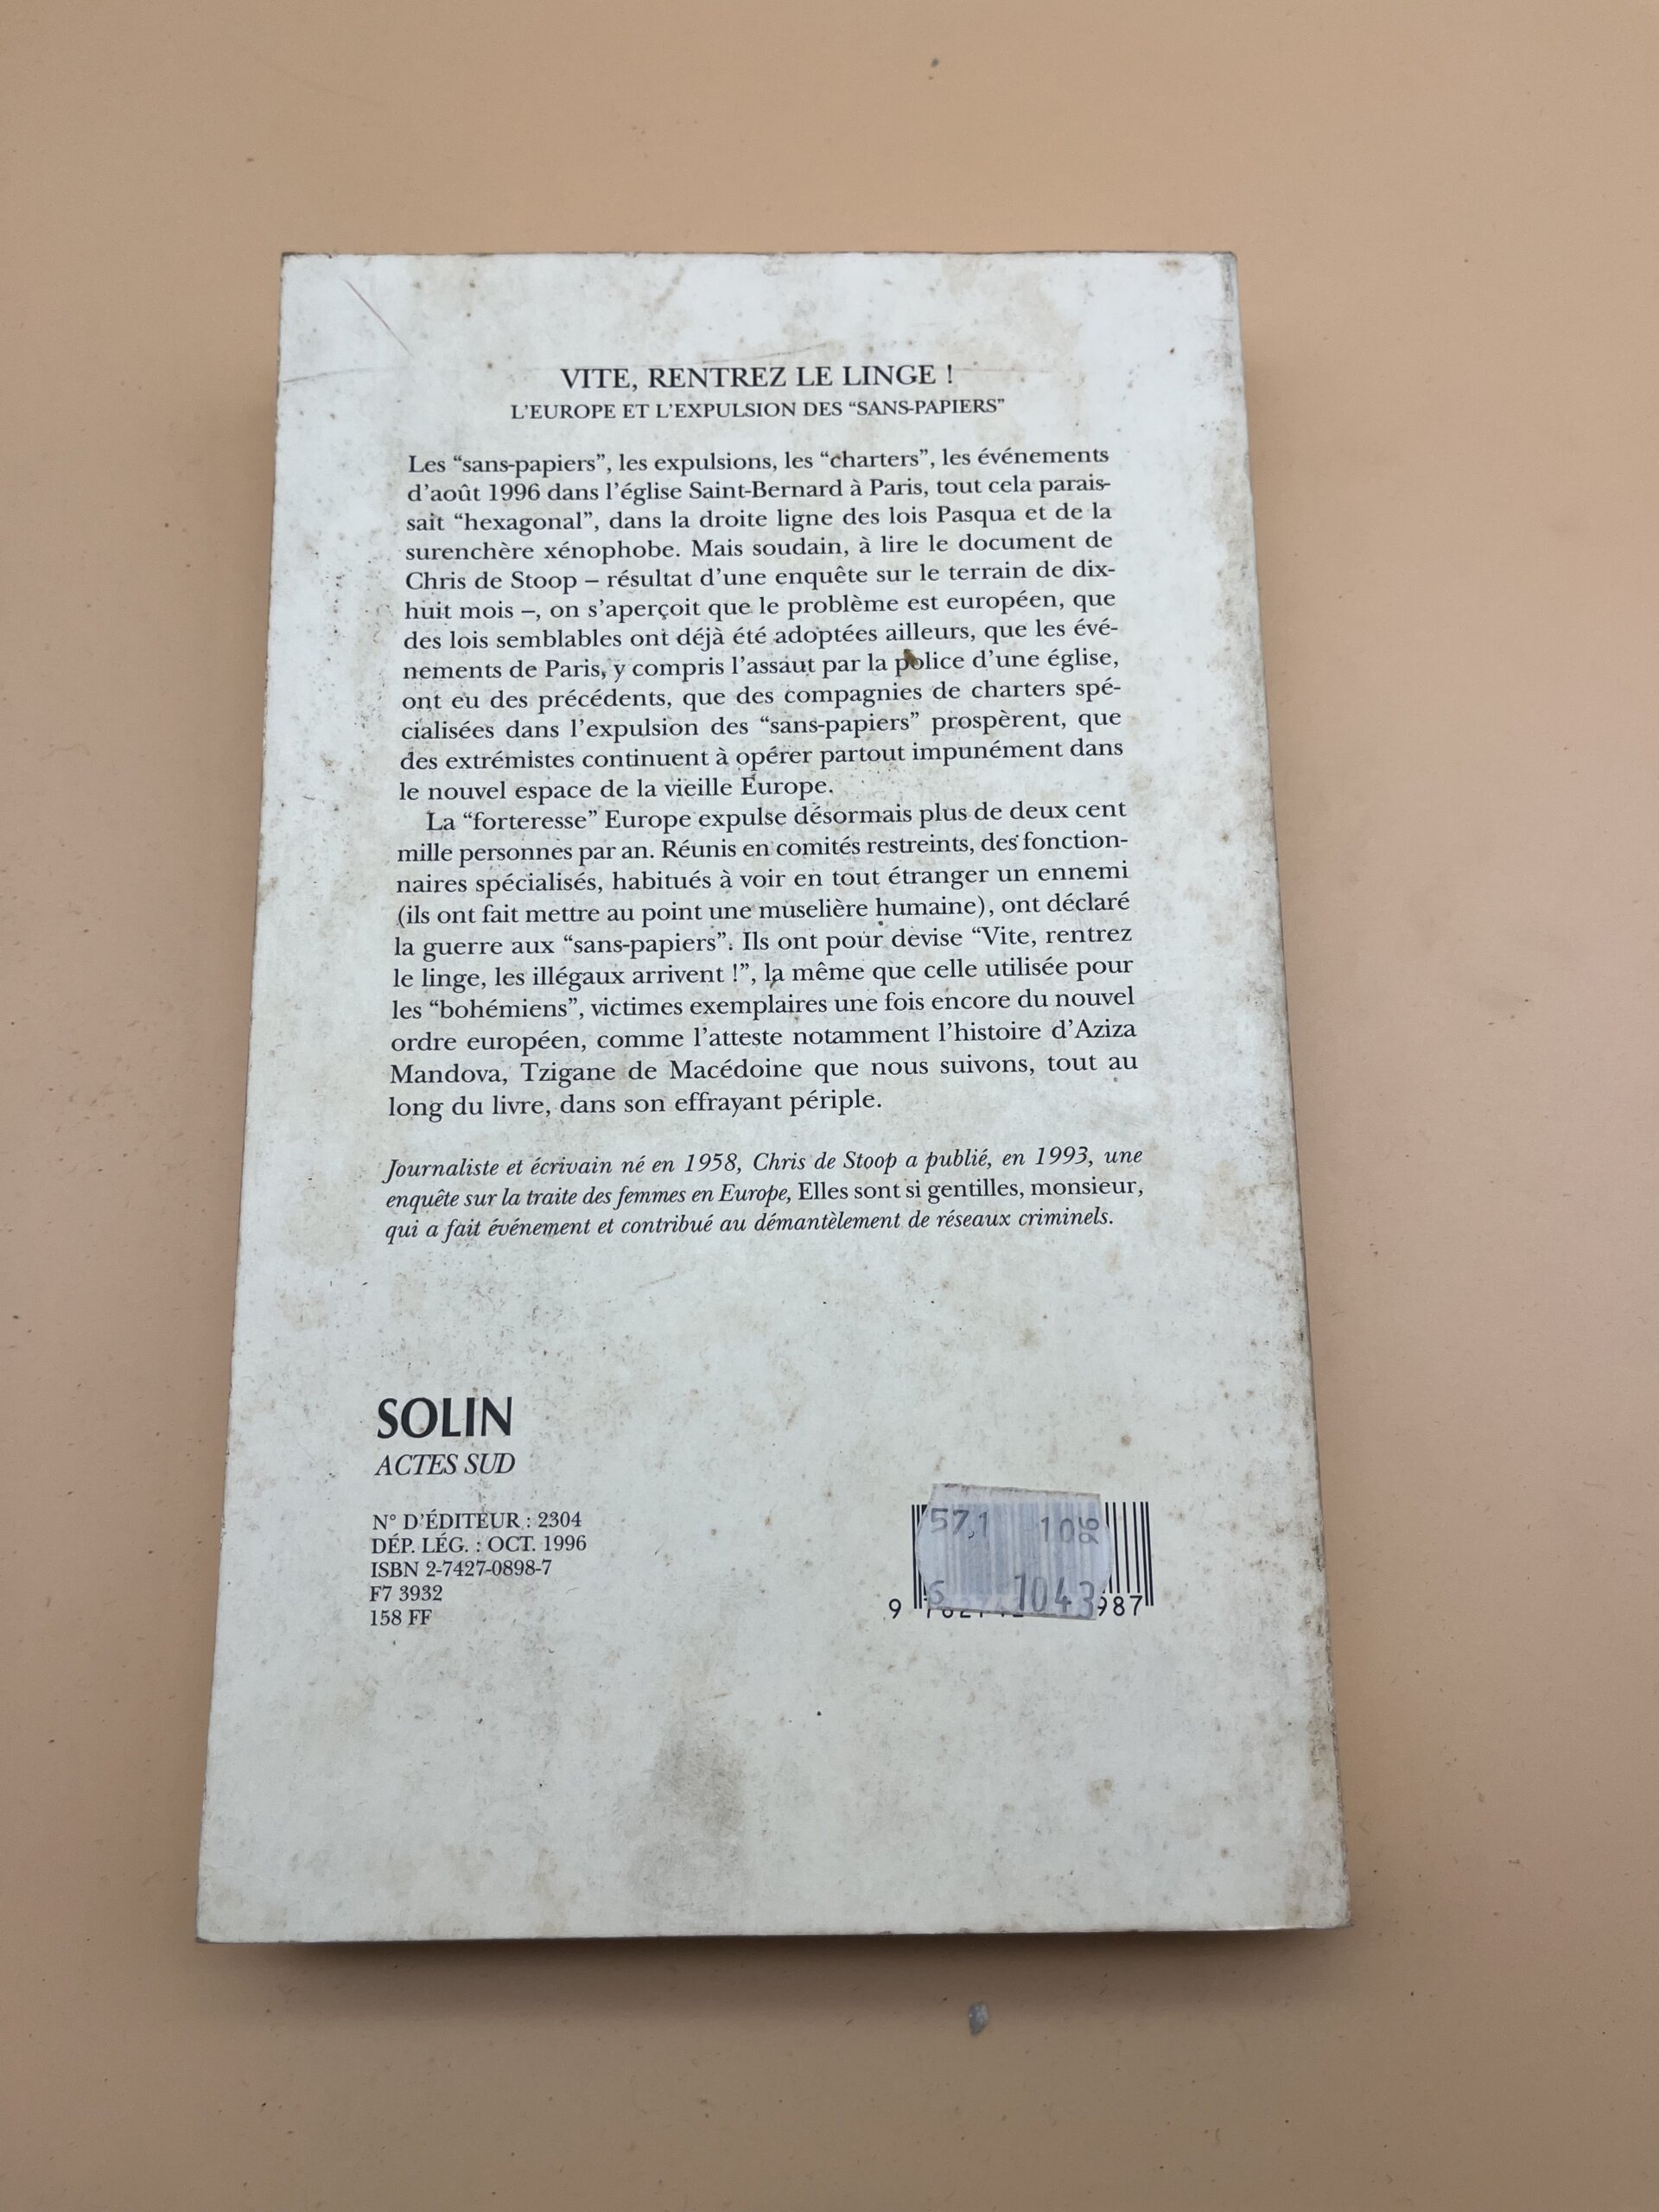 VITE, RENTREZ LE LINGE !
L’EUROPE ET L’EXPULSION DES “SANS-PAPIERS”
Les “sans-papiers”, les expulsions, les “charters”, les événements
d’août 1996 dans l’église Saint-Bernard à Paris, tout cela parais-
sait “hexagonal”, dans la droite ligne des lois Pasqua et de la
surenchère xénophobe. Mais soudain, à lire le document de
Chris de Stoop – résultat d’une enquête sur le terrain de dix-
huit mois –, on s’aperçoit que le problème est européen, que
des lois semblables ont déjà été adoptées ailleurs, que les évé-
nements de Paris, y compris l’assaut par la police d’une église,
ont eu des précédents, que des compagnies de charters spé-
cialisées dans l’expulsion des “sans-papiers” prospèrent, que
des extrémistes continuent à opérer partout impunément dans
le nouvel espace de la vieille Europe.
La “forteresse” Europe expulse désormais plus de deux cent
mille personnes par an. Réunis en comités restreints, des fonction-
naires spécialisés, habitués à voir en tout étranger un ennemi
(ils ont fait mettre au point une muselière humaine), ont déclaré
la guerre aux “sans-papiers”. Ils ont pour devise “Vite, rentrez
le linge, les illégaux arrivent !”, la même que celle utilisée pour
les “bohémiens”, victimes exemplaires une fois encore du nouvel
ordre européen, comme l’atteste notamment l’histoire d’Aziza
Mandova, Tzigane de Macédoine que nous suivons, tout au
long du livre, dans son effrayant périple.
Journaliste et écrivain né en 1958, Chris de Stoop a publié, en 1993, une
enquête sur la traite des femmes en Europe, Elles sont si gentilles, monsieur,
qui a fait événement et contribué au démantèlement de réseaux criminels.
SOLIN
ACTES SUD
N° D’ÉDITEUR : 2304
DÉP. LÉG. : OCT. 1996
ISBN 2-7427-0898-7
F7 3932
158 FF
57,1
6 1043
9 987